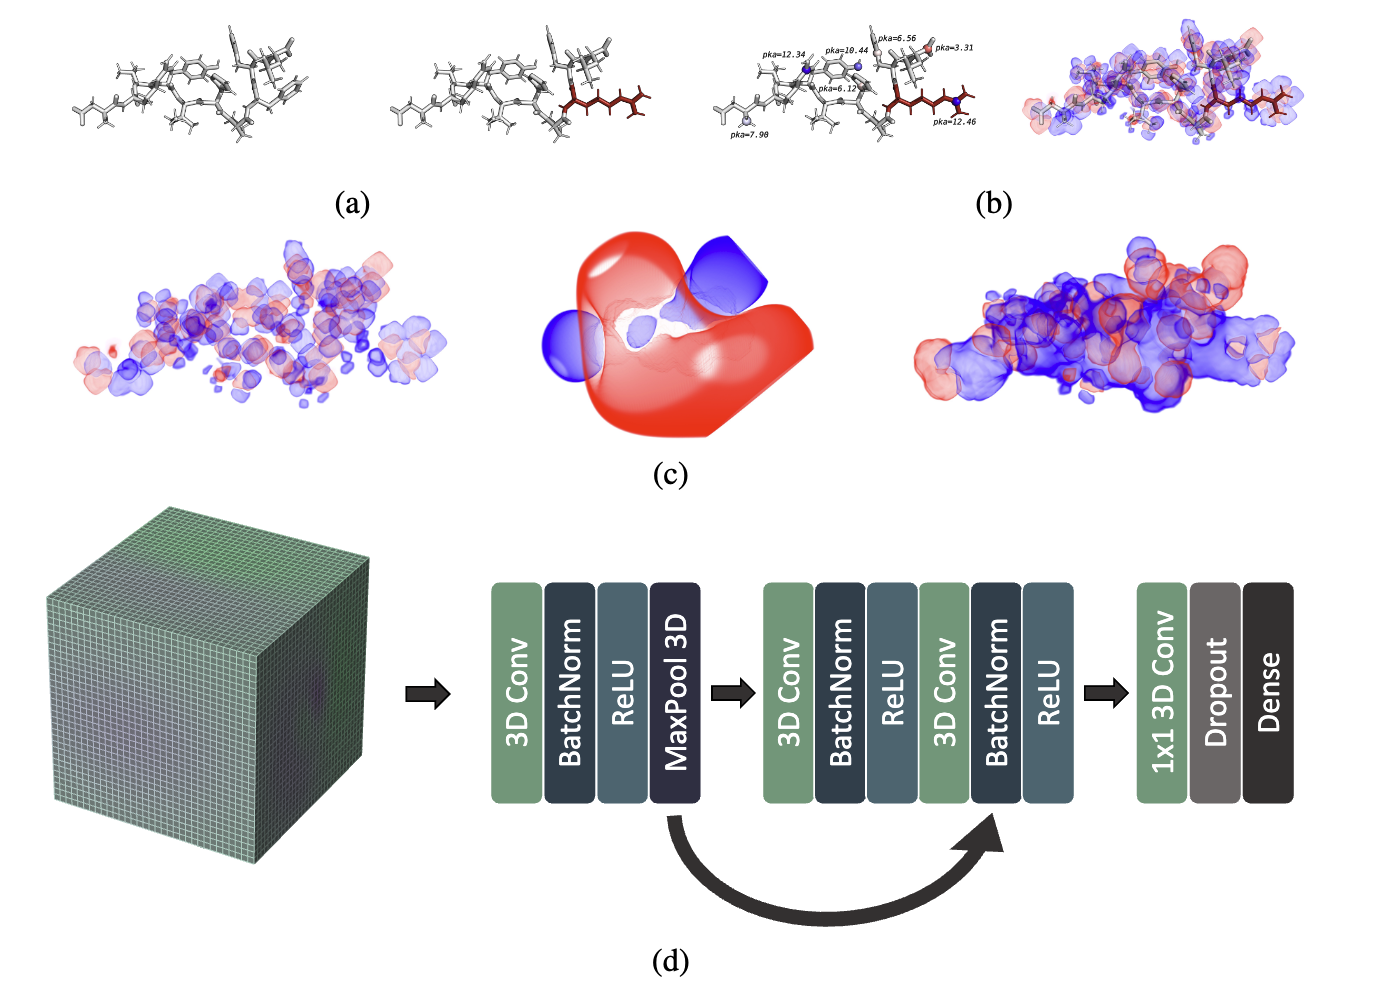 pka=6.56
pka=12.34
pka=10.44
pka=3.31
pka=6.12
pka=12.46
pka=7.90
(a)
(b)
(c)
3D Conv
BatchNorm
ReLU
MaxPool 3D
3D Conv
BatchNorm
ReLU
3D Conv
BatchNorm
ReLU
1x1 3D Conv
Dropout
Dense
(d)